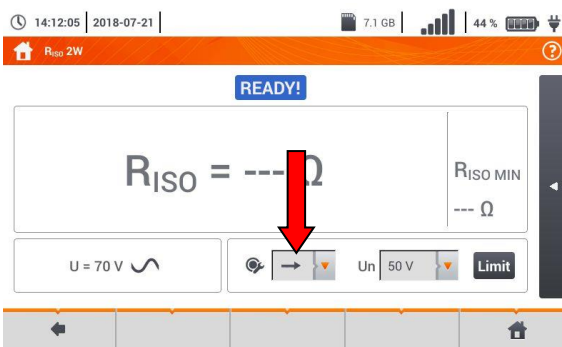 14:12:05 2018-07-21 7.1 GB 44 %
RISO 2W ?
READY!
RISO = --- Ω
RISO MIN
--- Ω
U = 70 V Un 50 V Limit